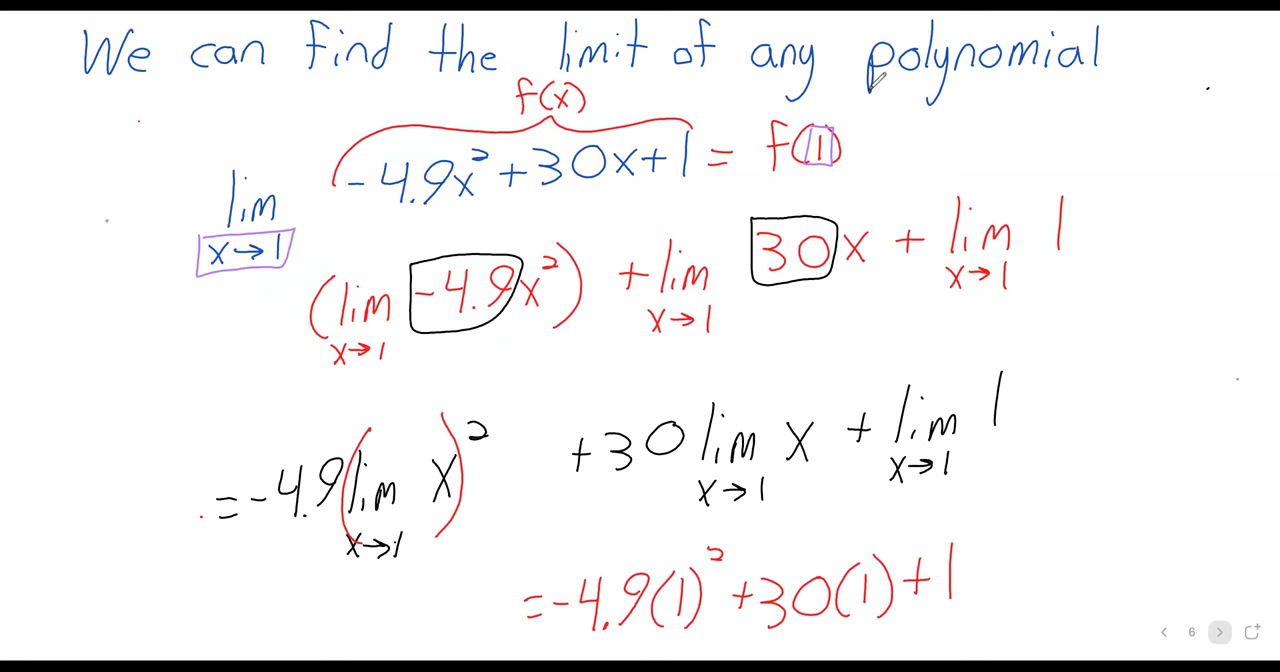 We can find the limit of any polynomial
f(x)
lim x→1 -4.9x² + 30x + 1 = f(1)
(lim x→1 -4.9x²) + lim x→1 30x + lim x→1 1
= -4.9(lim x→1 x)² + 30 lim x→1 x + lim x→1 1
= -4.9(1)² + 30(1) + 1
6